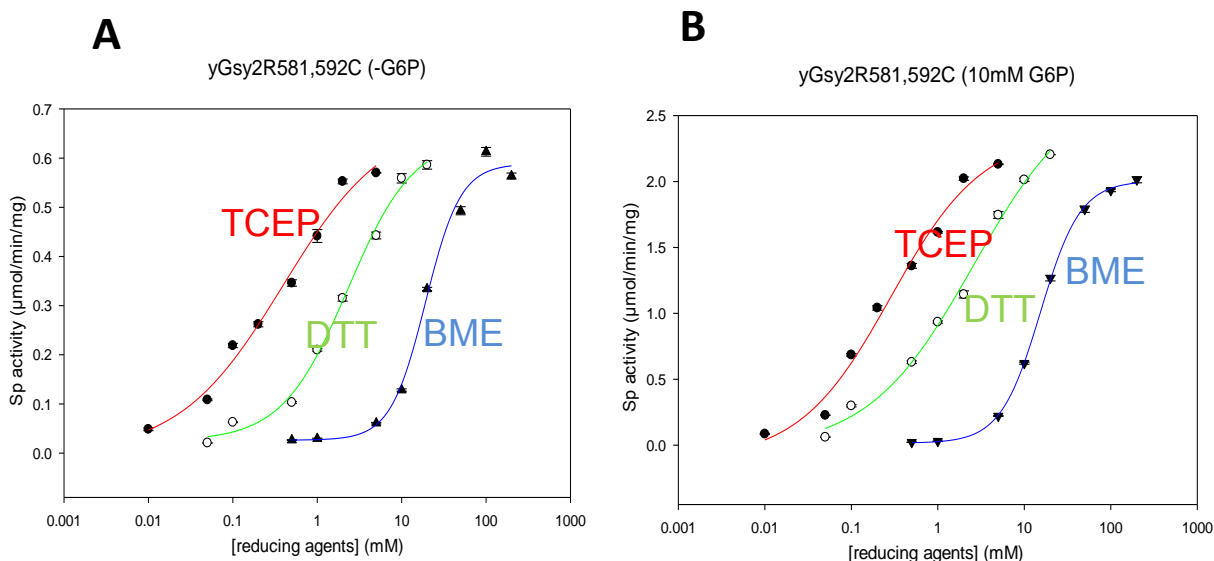 A
yGsy2R581,592C (-G6P)
0.7
0.6
0.5
0.4
0.3
0.2
0.1
0.0
Sp activity (µmol/min/mg)
TCEP
DTT
BME
0.001
0.01
0.1
1
10
100
1000
[reducing agents] (mM)
B
yGsy2R581,592C (10mM G6P)
2.5
2.0
1.5
1.0
0.5
0.0
Sp activity (µmol/min/mg)
TCEP
DTT
BME
0.001
0.01
0.1
1
10
100
1000
[reducing agents] (mM)